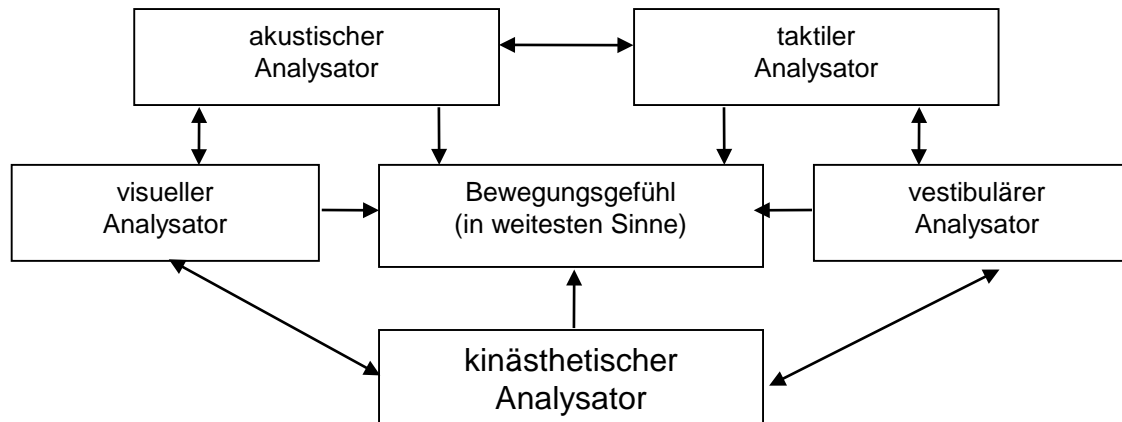 akustischer
Analysator
taktiler
Analysator
visueller
Analysator
Bewegungsgefühl
(in weitesten Sinne)
vestibulärer
Analysator
kinästhetischer
Analysator